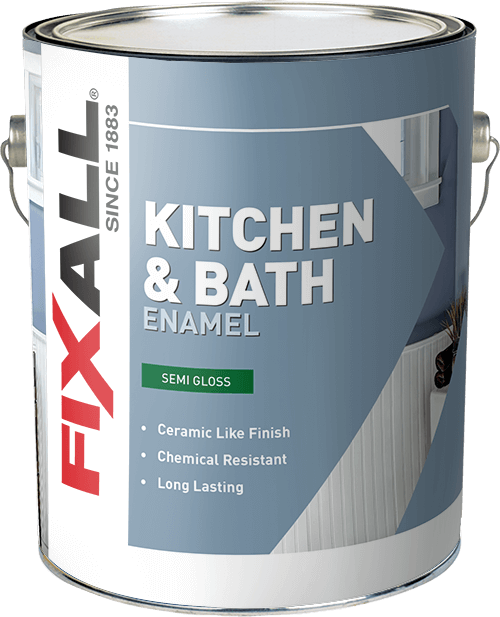 FIXALL®
SINCE 1883
KITCHEN
& BATH
ENAMEL
SEMI GLOSS
• Ceramic Like Finish
• Chemical Resistant
• Long Lasting